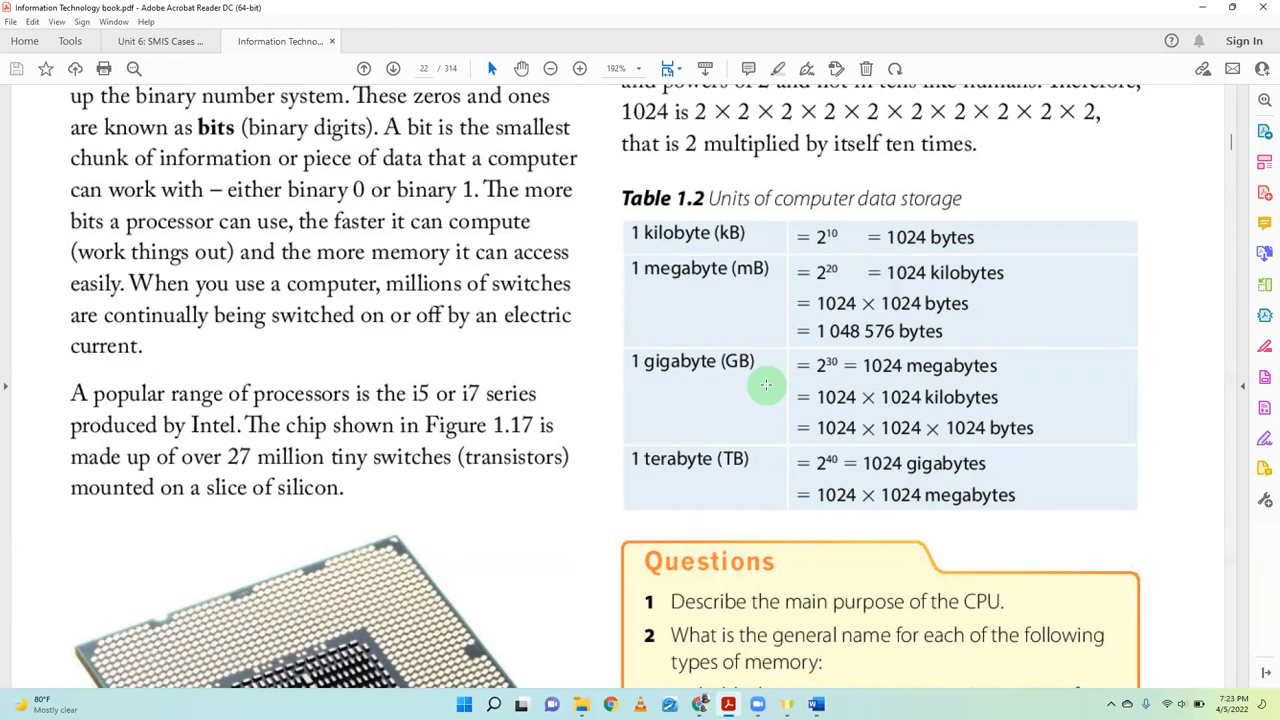 Information Technology book.pdf - Adobe Acrobat Reader DC (64-bit)
File Edit View Sign Window Help
Home Tools Unit 6: SMIS Cases ... Information Techno... × Sign In
22 / 314 192%
up the binary number system. These zeros and ones
are known as bits (binary digits). A bit is the smallest
chunk of information or piece of data that a computer
can work with – either binary 0 or binary 1. The more
bits a processor can use, the faster it can compute
(work things out) and the more memory it can access
easily. When you use a computer, millions of switches
are continually being switched on or off by an electric
current.
A popular range of processors is the i5 or i7 series
produced by Intel. The chip shown in Figure 1.17 is
made up of over 27 million tiny switches (transistors)
mounted on a slice of silicon.
and powers of 2 and not in tens like humans. Therefore,
1024 is 2 × 2 × 2 × 2 × 2 × 2 × 2 × 2 × 2 × 2,
that is 2 multiplied by itself ten times.
Table 1.2 Units of computer data storage
1 kilobyte (kB) = 2¹⁰ = 1024 bytes
1 megabyte (mB) = 2²⁰ = 1024 kilobytes
= 1024 × 1024 bytes
= 1 048 576 bytes
1 gigabyte (GB) = 2³⁰ = 1024 megabytes
= 1024 × 1024 kilobytes
= 1024 × 1024 × 1024 bytes
1 terabyte (TB) = 2⁴⁰ = 1024 gigabytes
= 1024 × 1024 megabytes
Questions
1 Describe the main purpose of the CPU.
2 What is the general name for each of the following
types of memory:
80°F
Mostly clear
7:23 PM
4/5/2022